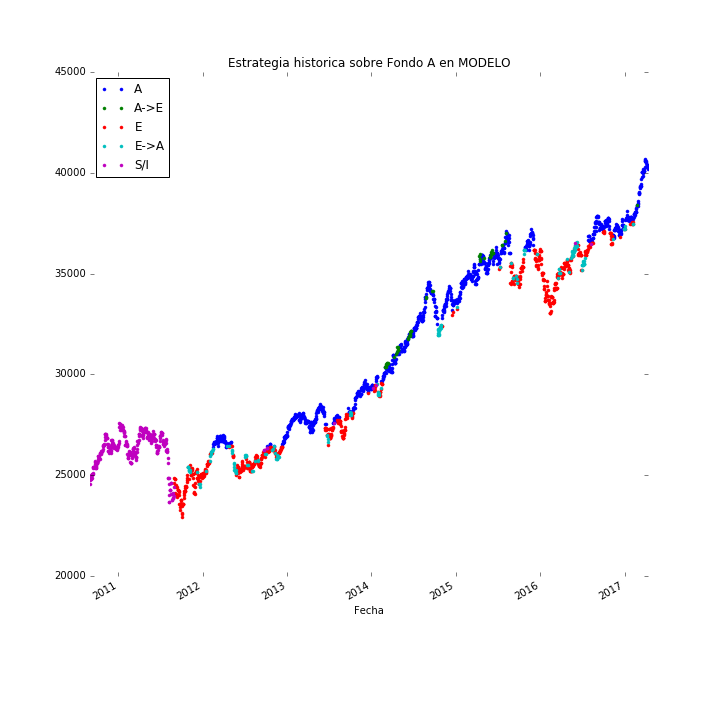 Estrategia historica sobre Fondo A en MODELO
45000
40000
35000
30000
25000
20000
A
A->E
E
E->A
S/I
2011
2012
2013
2014
2015
2016
2017
Fecha